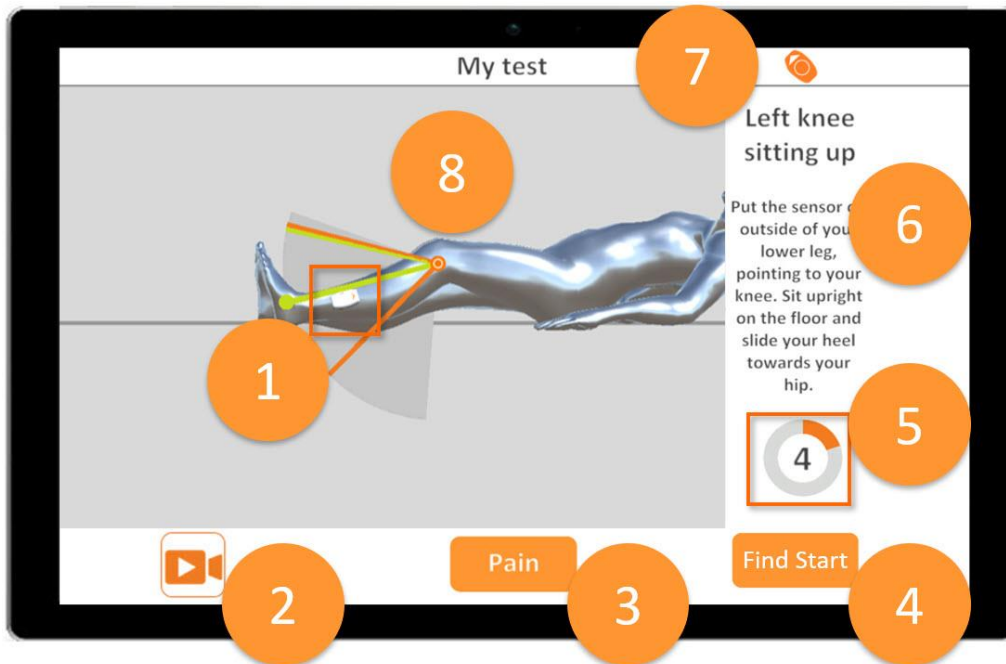 My test
7
8
1
Left knee
sitting up
Put the sensor
outside of
lower leg,
pointing to your
knee. Sit upright
on the floor and
slide your heel
towards your
hip.
6
4
5
2
Pain
3
Find Start
4